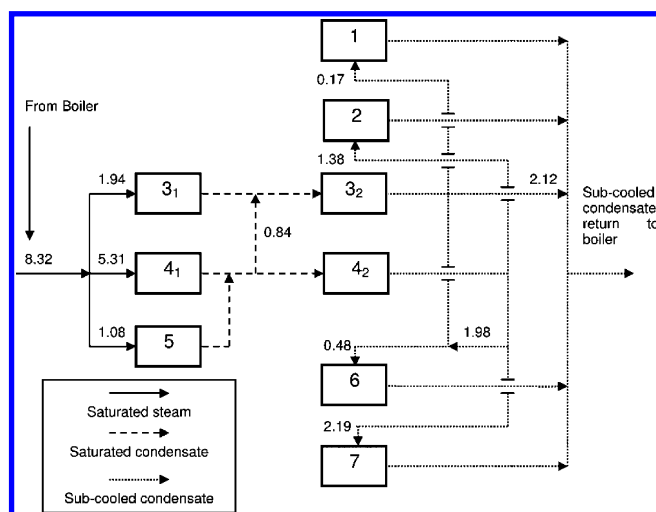 1
0.17
From Boiler
2
1.38
1.94
3₁
3₂
2.12
Sub-cooled
condensate
return to
boiler
0.84
8.32
5.31
4₁
4₂
1.08
5
1.98
0.48
6
Saturated steam
2.19
Saturated condensate
7
Sub-cooled condensate